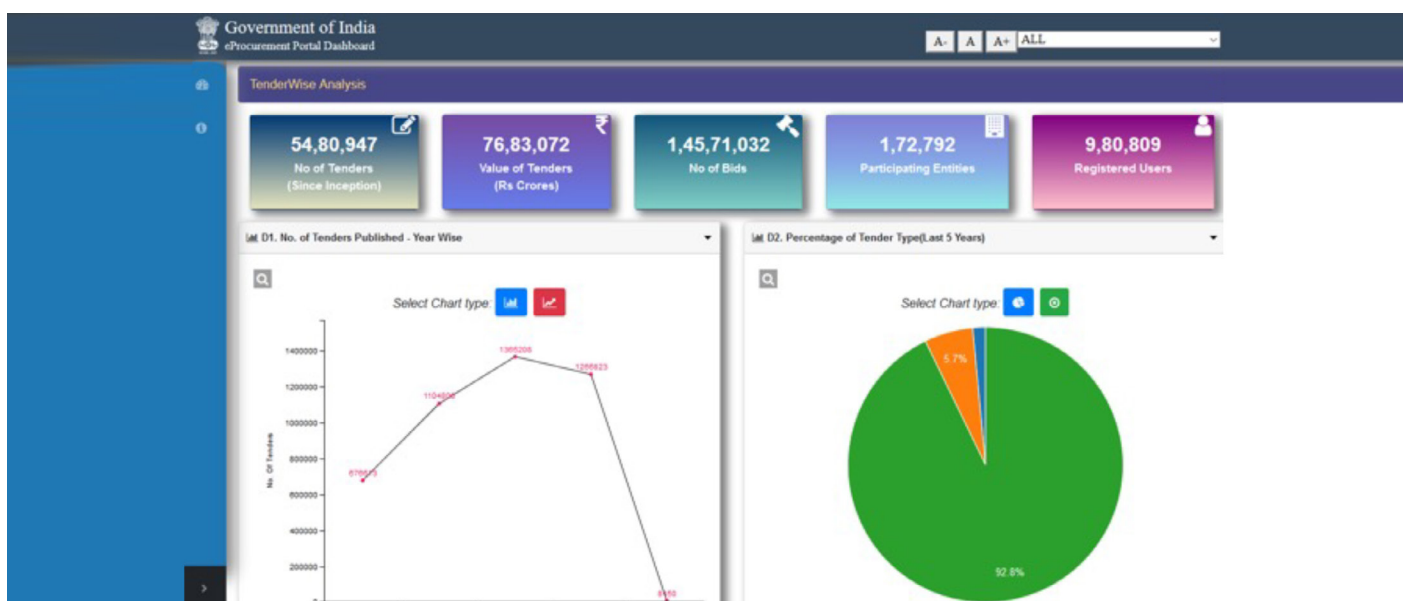 Government of India
eProcurement Portal Dashboard
A- A A+ ALL
TenderWise Analysis
54,80,947
No of Tenders
(Since Inception)
76,83,072
Value of Tenders
(Rs Crores)
1,45,71,032
No of Bids
1,72,792
Participating Entities
9,80,809
Registered Users
D1. No. of Tenders Published - Year Wise
Select Chart type:
1400000
1200000
1000000
800000
600000
400000
200000
No. Of Tenders
D2. Percentage of Tender Type(Last 5 Years)
Select Chart type:
5.7%
92.8%